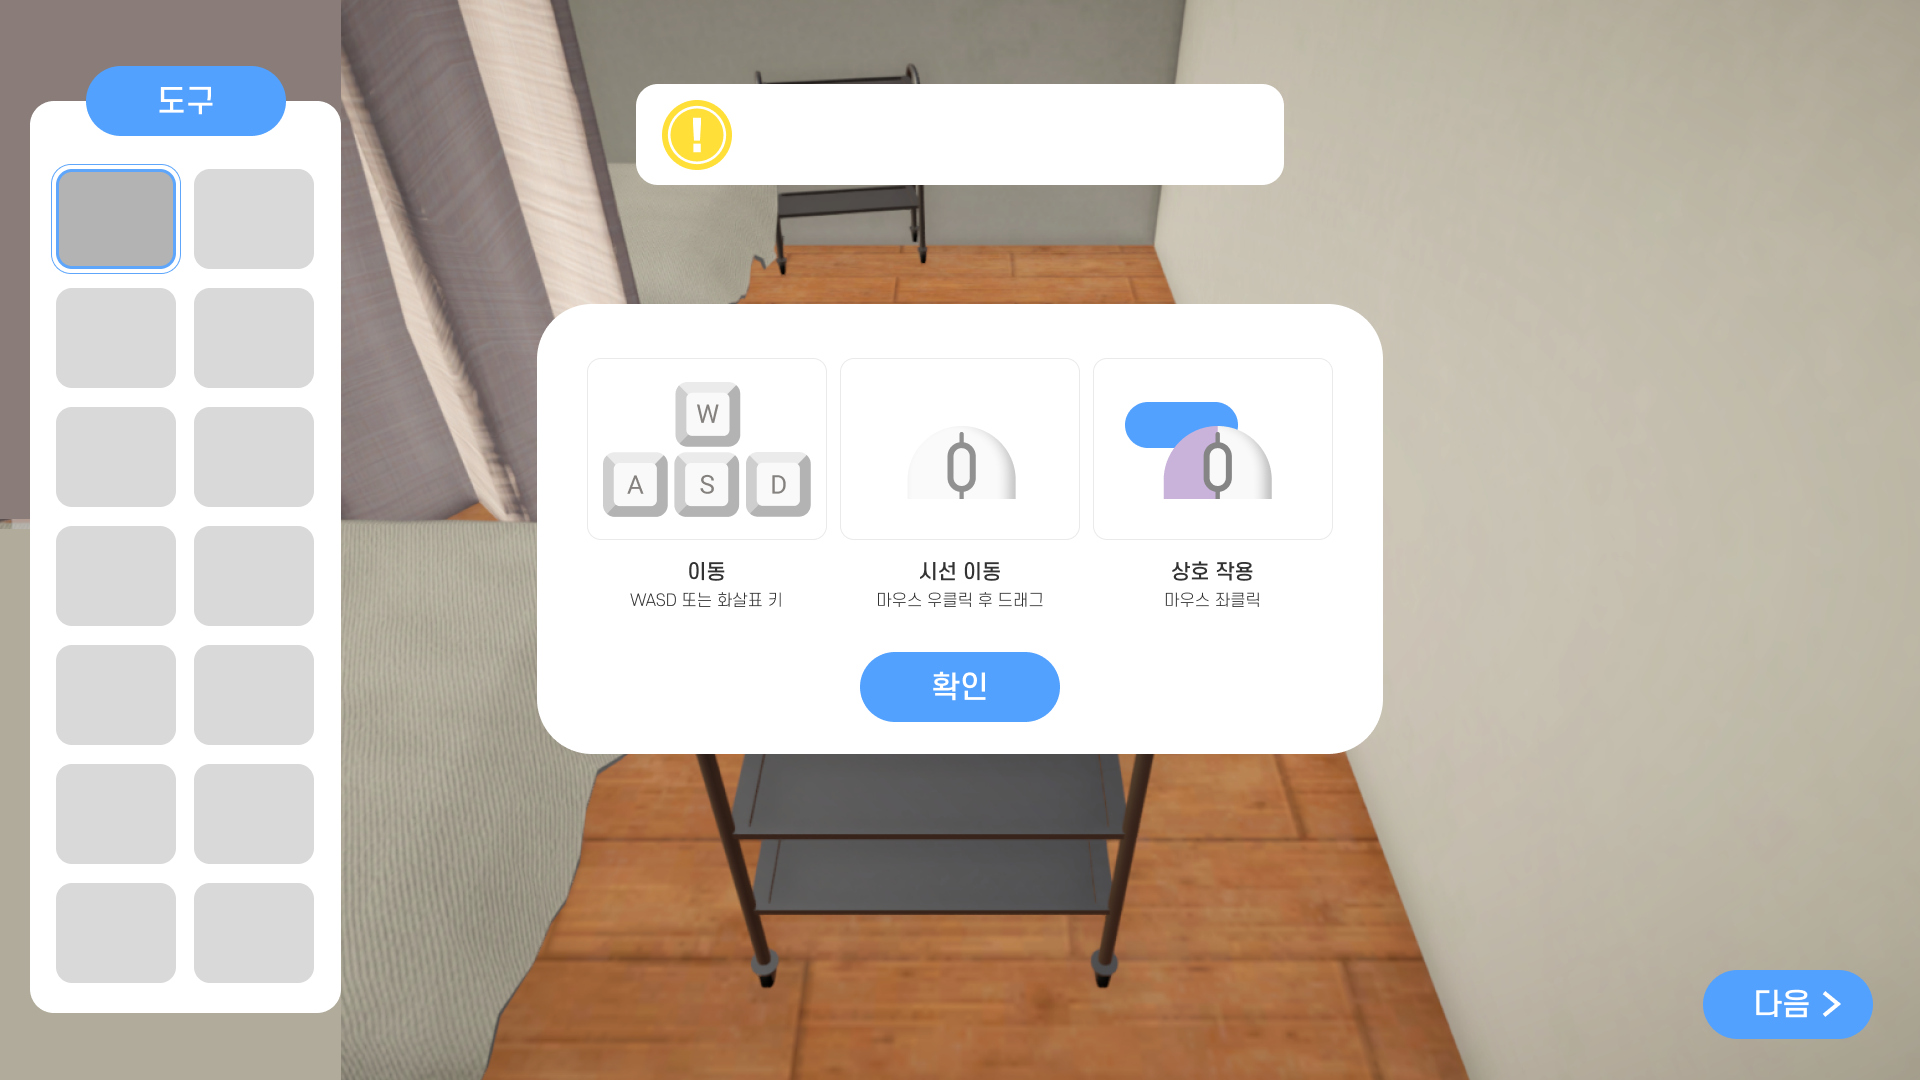 도구
!
W
A S D
이동
WASD 또는 화살표 키
시선 이동
마우스 우클릭 후 드래그
상호 작용
마우스 좌클릭
확인
다음 >